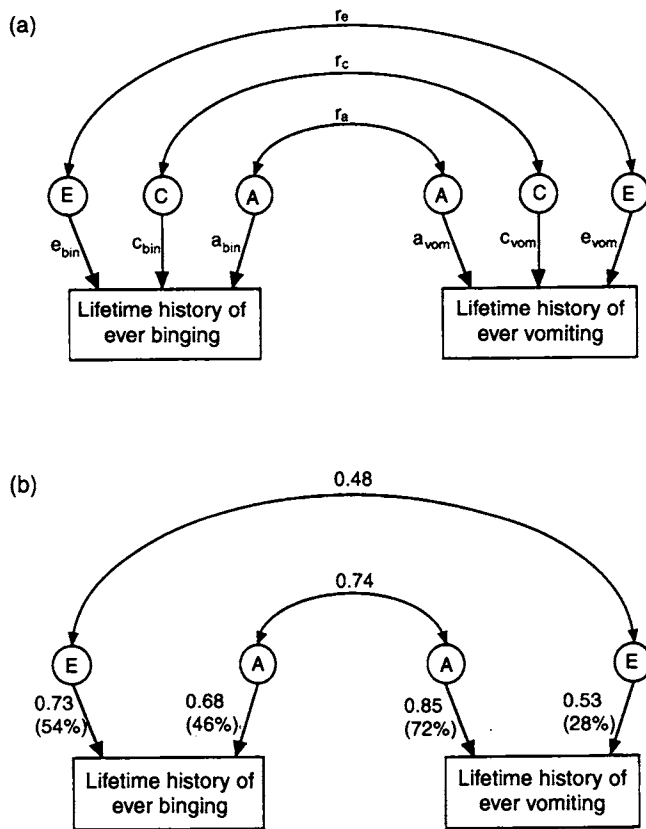 (a)
re
rc
ra
E C A A C E
ebin cbin abin avom cvom evom
Lifetime history of
ever binging
Lifetime history of
ever vomiting
(b)
0.48
0.74
E A A E
0.73
(54%)
0.68
(46%)
0.85
(72%)
0.53
(28%)
Lifetime history of
ever binging
Lifetime history of
ever vomiting